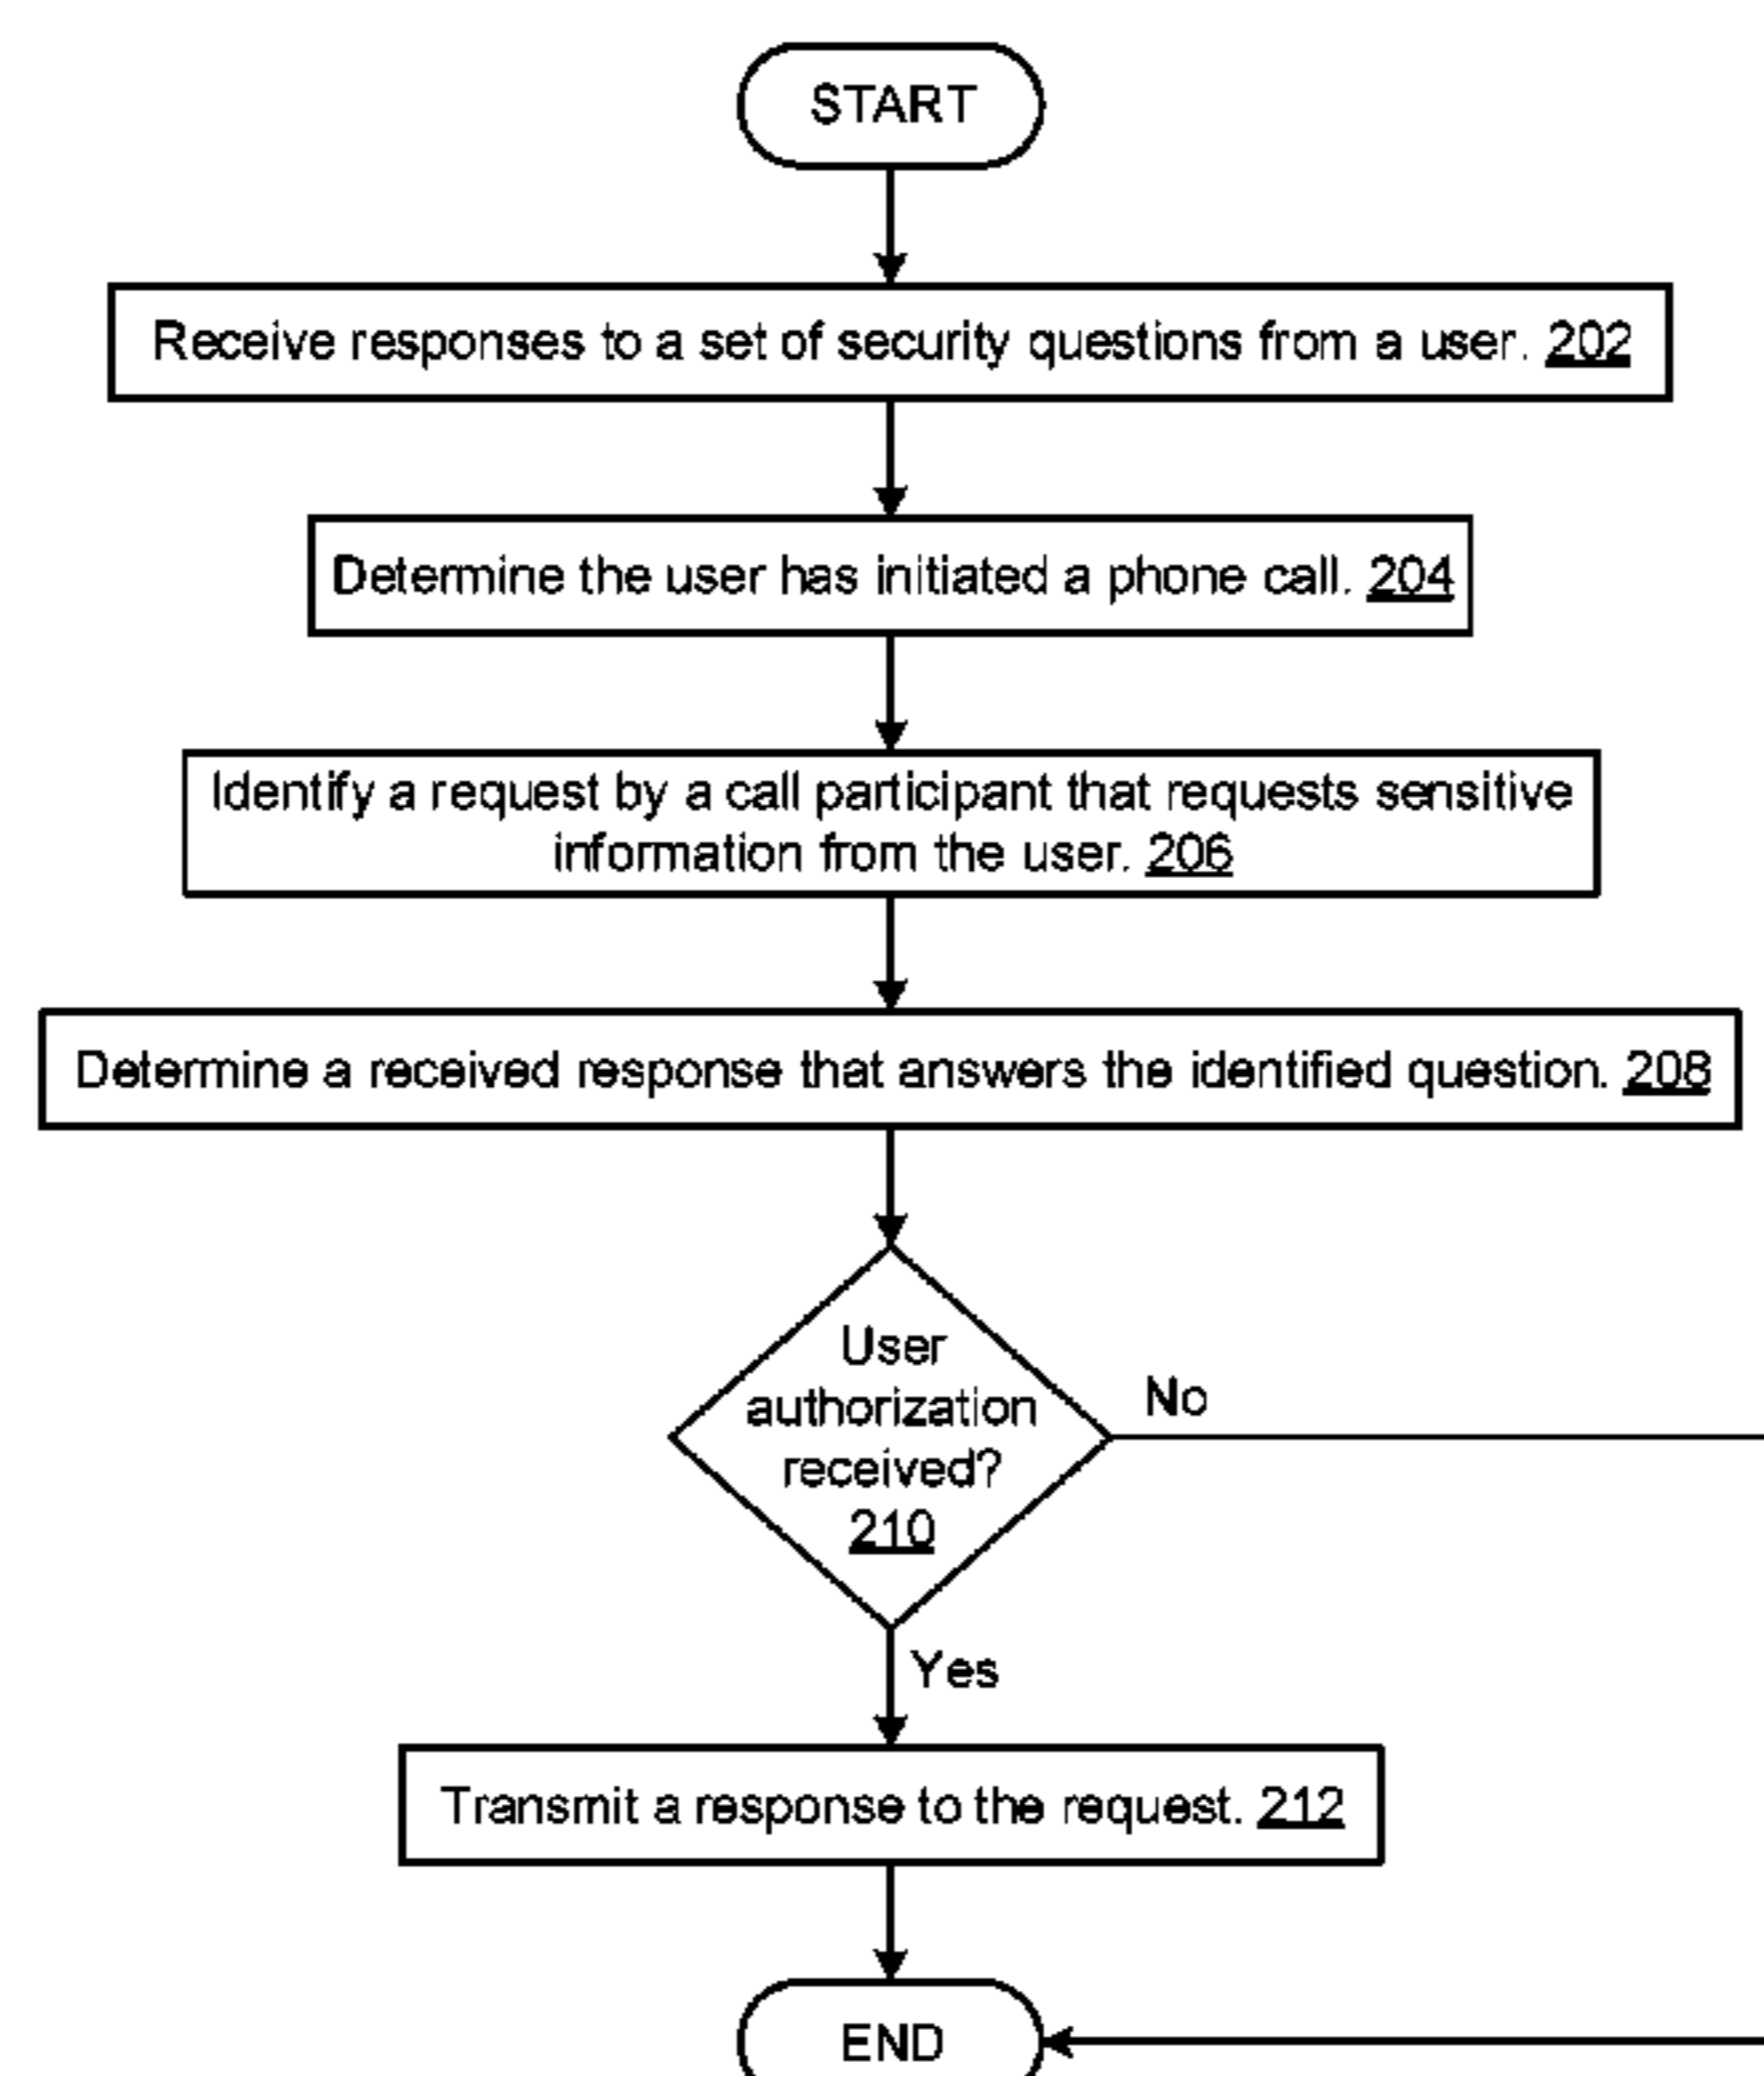 START
Receive responses to a set of security questions from a user. 202
Determine the user has initiated a phone call. 204
Identify a request by a call participant that requests sensitive
information from the user. 206
Determine a received response that answers the identified question. 208
User
authorization
received?
210
No
Yes
Transmit a response to the request. 212
END